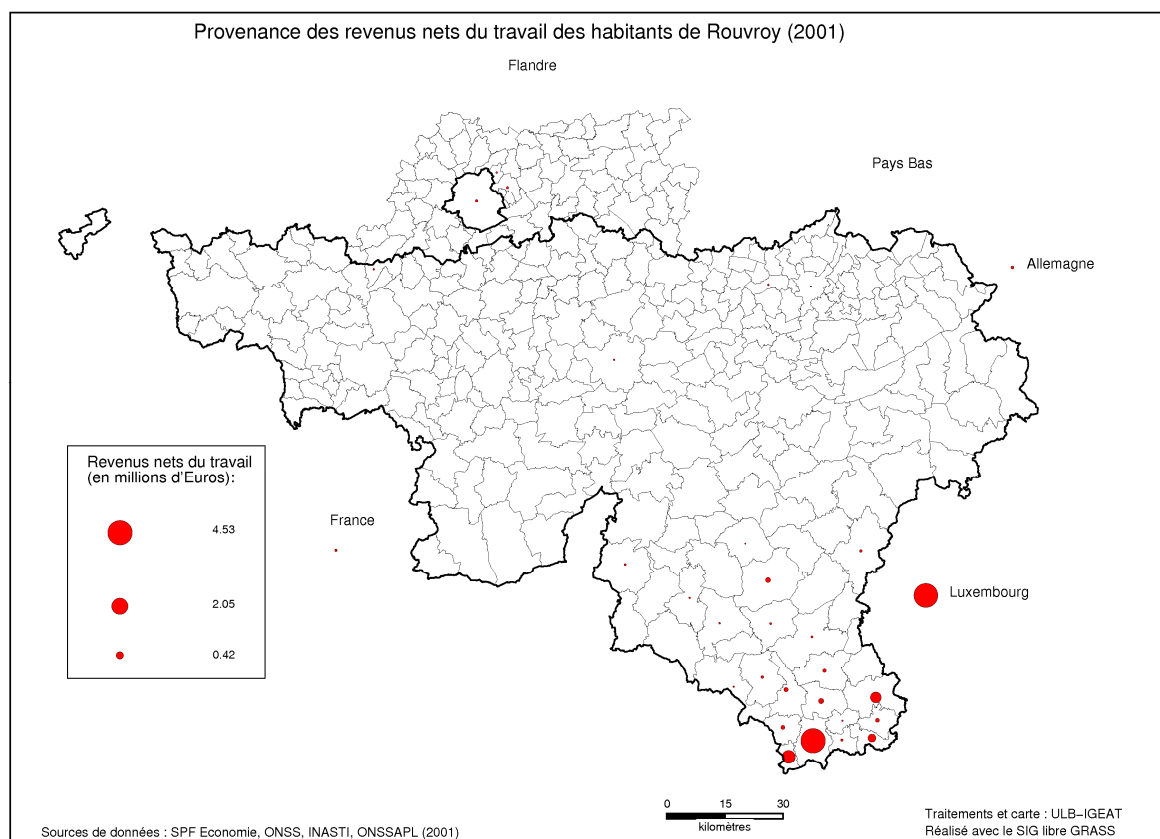 Provenance des revenus nets du travail des habitants de Rouvroy (2001)
Flandre
Pays Bas
Allemagne
Revenus nets du travail
(en millions d'Euros):
4.53
2.05
0.42
France
Luxembourg
0 15 30
kilomètres
Sources de données : SPF Economie, ONSS, INASTI, ONSSAPL (2001)
Traitements et carte : ULB−IGEAT
Réalisé avec le SIG libre GRASS